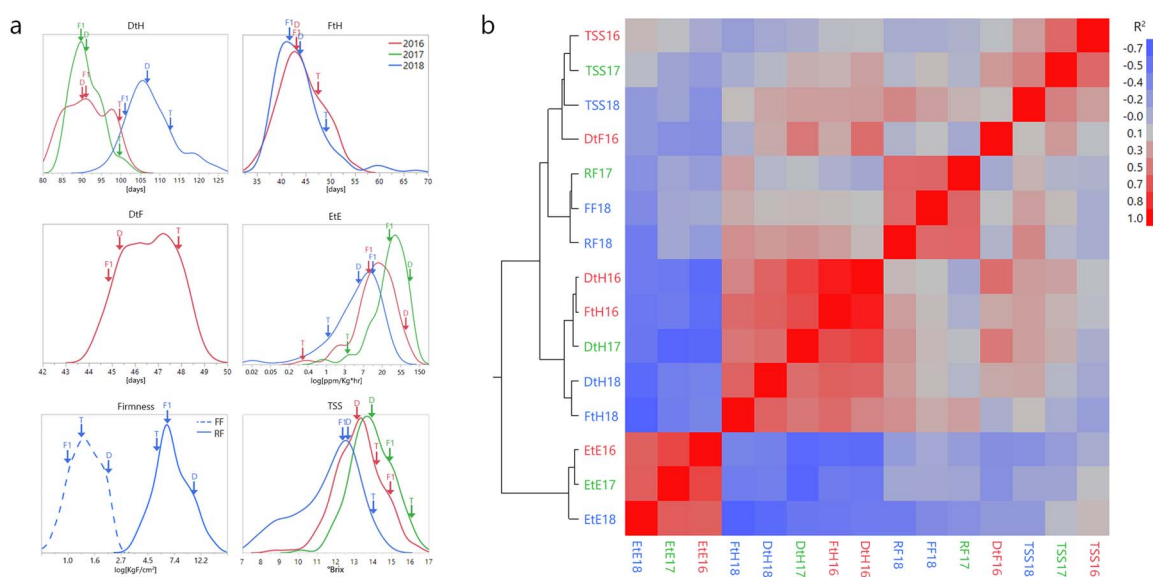 a
DtH
F1
D
D
F1
T
T
F1
D
T
80 85 90 95 100 105 110 115 120 125
[days]
FtH
F1
D
F1
D
T
T
2016
2017
2018
35 40 45 50 55 60 65 70
[days]
DtF
F1
D
T
42 43 44 45 46 47 48 49 50
[days]
EtE
F1
D
F1
F1
D
D
T
T
T
0.02 0.05 0.2 0.4 1 3 7 20 55 150
log[ppm/Kg*hr)
Firmness
FF
RF
F1
T
D
T
F1
D
1.0 1.6 2.7 4.5 7.4 12.2
log[KgF/cm²)
TSS
F1
D
D
D
T
F1
F1
T
T
7 8 9 10 11 12 13 14 15 16 17
°Brix
b
TSS16
TSS17
TSS18
DtF16
RF17
FF18
RF18
DtH16
FtH16
DtH17
DtH18
FtH18
EtE16
EtE17
EtE18
EtE18 EtE17 EtE16 FtH18 DtH18 DtH17 FtH16 DtH16 RF18 FF18 RF17 DtF16 TSS18 TSS17 TSS16
R²
-0.7
-0.4
-0.2
-0.0
0.1
0.3
0.5
0.7
0.8
1.0